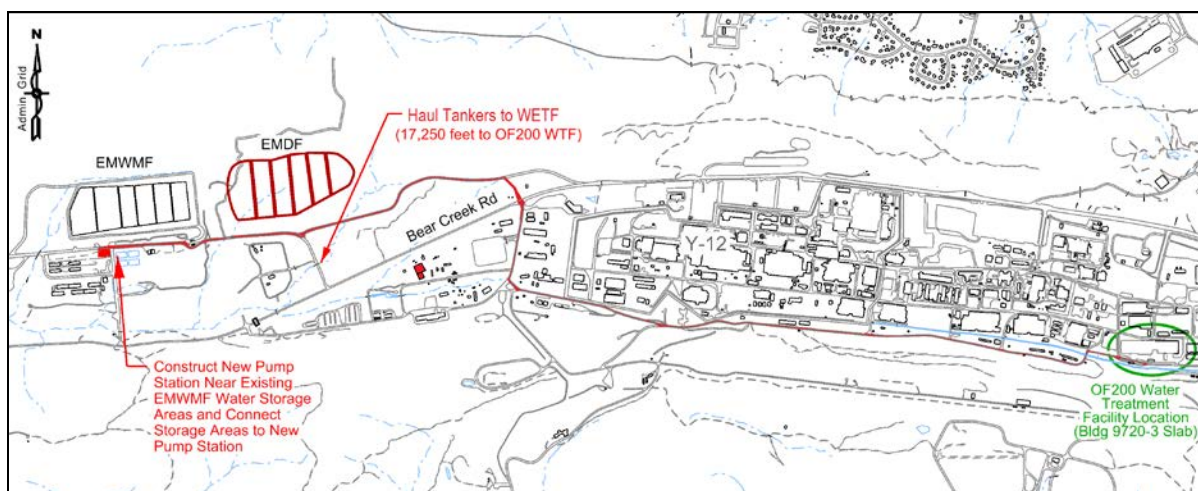 N
Admin Grid
EMWMF
EMDF
Haul Tankers to WETF
(17,250 feet to OF200 WTF)
Bear Creek Rd
Y-12
Construct New Pump
Station Near Existing
EMWMF Water Storage
Areas and Connect
Storage Areas to New
Pump Station
OF200 Water
Treatment
Facility Location
(Bldg 9720-3 Slab)